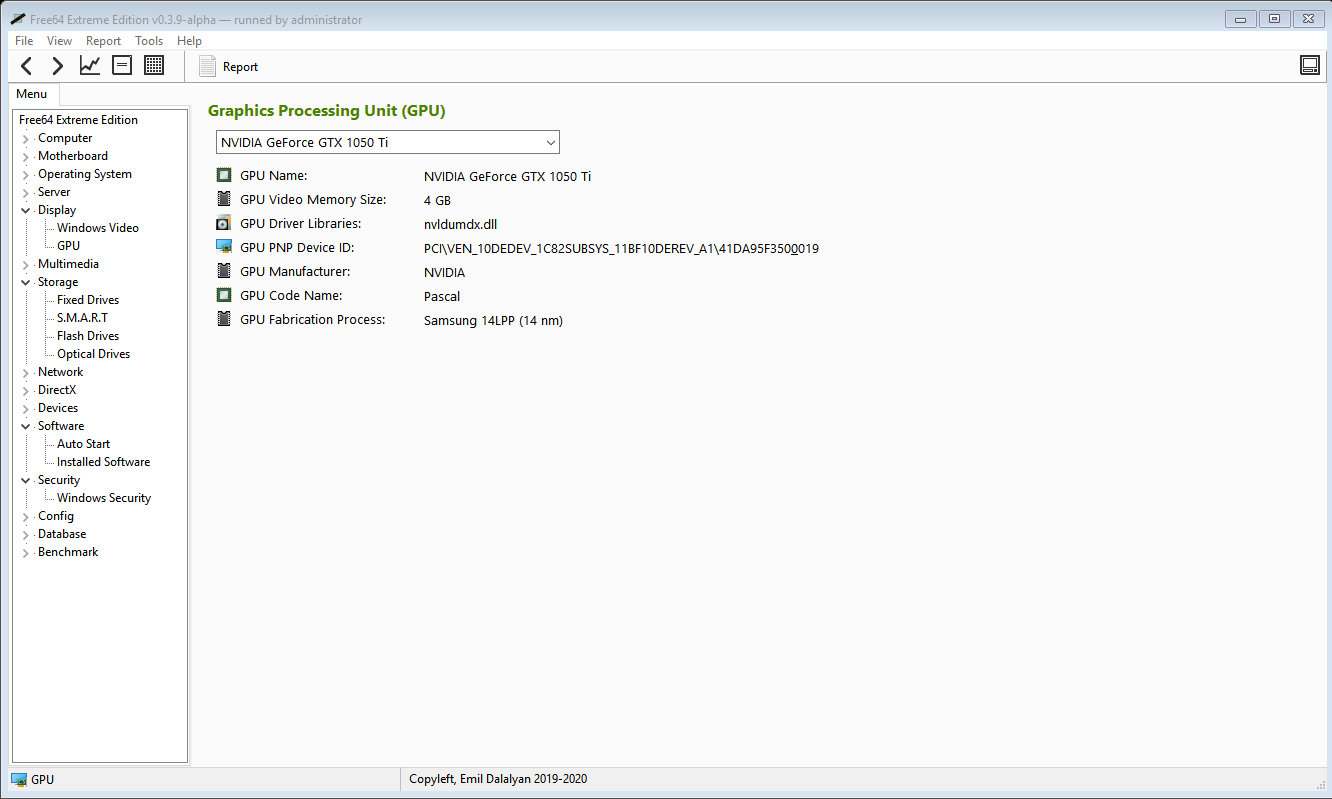 Free64 Extreme Edition v0.3.9-alpha — runned by administrator
File View Report Tools Help
Report
Menu
Free64 Extreme Edition
Computer
Motherboard
Operating System
Server
Display
Windows Video
GPU
Multimedia
Storage
Fixed Drives
S.M.A.R.T
Flash Drives
Optical Drives
Network
DirectX
Devices
Software
Auto Start
Installed Software
Security
Windows Security
Config
Database
Benchmark
Graphics Processing Unit (GPU)
NVIDIA GeForce GTX 1050 Ti
GPU Name: NVIDIA GeForce GTX 1050 Ti
GPU Video Memory Size: 4 GB
GPU Driver Libraries: nvldumdx.dll
GPU PNP Device ID: PCI\VEN_10DEDEV_1C82SUBSYS_11BF10DEREV_A1\41DA95F3500019
GPU Manufacturer: NVIDIA
GPU Code Name: Pascal
GPU Fabrication Process: Samsung 14LPP (14 nm)
GPU
Copyleft, Emil Dalalyan 2019-2020